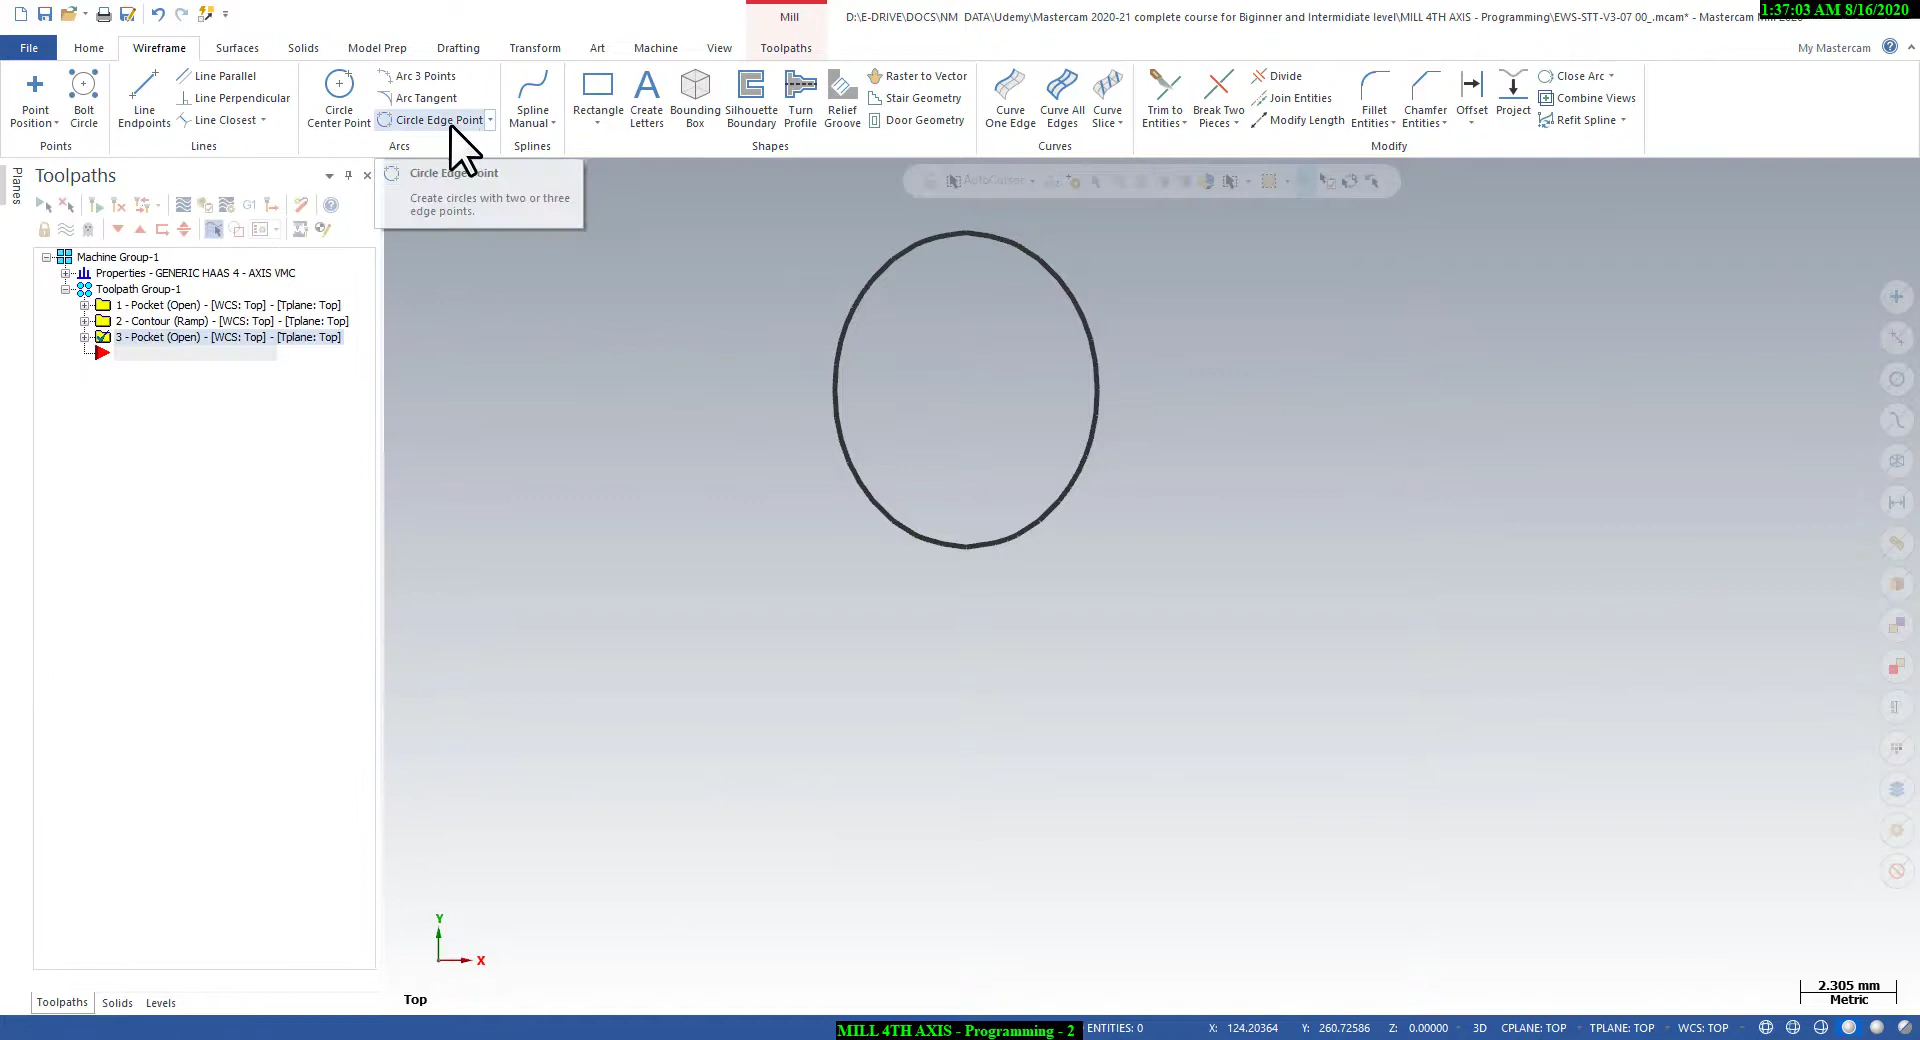 Mill
D:\E-DRIVE\DOCS\NM DATA\Udemy\Mastercam 2020-21 complete course for Biginner and Intermidiate level\MILL 4TH AXIS - Programming\EWS-STT-V3-07 00_.mcam* - Mastercam Mill 2020
1:37:03 AM 8/16/2020
File
Home
Wireframe
Surfaces
Solids
Model Prep
Drafting
Transform
Art
Machine
View
Toolpaths
My Mastercam
Point Position
Bolt Circle
Points
Line Endpoints
Line Parallel
Line Perpendicular
Line Closest
Lines
Circle Center Point
Arc 3 Points
Arc Tangent
Circle Edge Point
Arcs
Spline Manual
Splines
Rectangle
Create Letters
Bounding Box
Silhouette Boundary
Turn Profile
Relief Groove
Raster to Vector
Stair Geometry
Door Geometry
Shapes
Curve One Edge
Curve All Edges
Curve Slice
Curves
Trim to Entities
Break Two Pieces
Divide
Join Entities
Modify Length
Fillet Entities
Chamfer Entities
Offset
Project
Close Arc
Combine Views
Refit Spline
Modify
Planes
Toolpaths
G1
Circle Edge Point
Create circles with two or three
edge points.
AutoCursor
Machine Group-1
Properties - GENERIC HAAS 4 - AXIS VMC
Toolpath Group-1
1 - Pocket (Open) - [WCS: Top] - [Tplane: Top]
2 - Contour (Ramp) - [WCS: Top] - [Tplane: Top]
3 - Pocket (Open) - [WCS: Top] - [Tplane: Top]
Y
X
Top
2.305 mm
Metric
Toolpaths
Solids
Levels
MILL 4TH AXIS - Programming - 2
ENTITIES: 0
X: 124.20364
Y: 260.72586
Z: 0.00000
3D
CPLANE: TOP
TPLANE: TOP
WCS: TOP